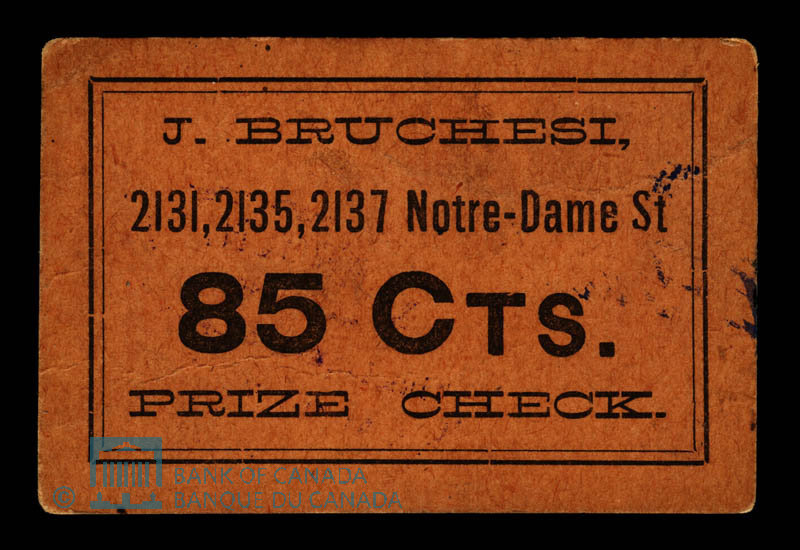 J. BRUCHESI,
2131,2135,2137 Notre-Dame St
85 CTS.
PRIZE CHECK.
© BANK OF CANADA
BANQUE DU CANADA